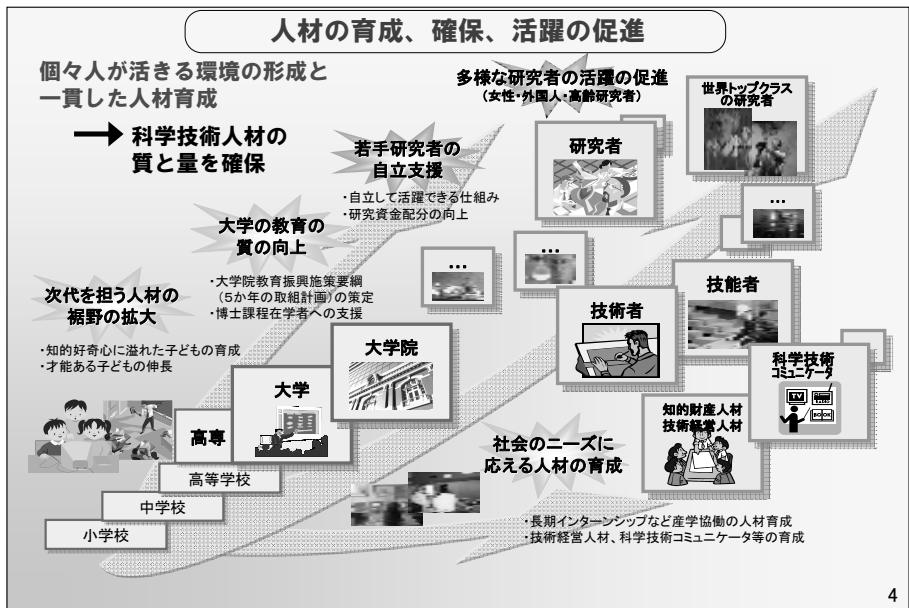 人材の育成、確保、活躍の促進
個々人が活きる環境の形成と
一貫した人材育成
科学技術人材の
質と量を確保
次代を担う人材の
裾野の拡大
・知的好奇心に溢れた子どもの育成
・才能ある子どもの伸長
大学の教育の
質の向上
・大学院教育振興施策要綱
（５か年の取組計画）の策定
・博士課程在学者への支援
若手研究者の
自立支援
・自立して活躍できる仕組み
・研究資金配分の向上
多様な研究者の活躍の促進
（女性・外国人・高齢研究者）
世界トップクラス
の研究者
研究者
…
…
…
技術者
技能者
科学技術
コミュニケータ
TV
BOOK
知的財産人材
技術経営人材
大学院
大学
高専
高等学校
中学校
小学校
社会のニーズに
応える人材の育成
・長期インターンシップなど産学協働の人材育成
・技術経営人材、科学技術コミュニケータ等の育成
4